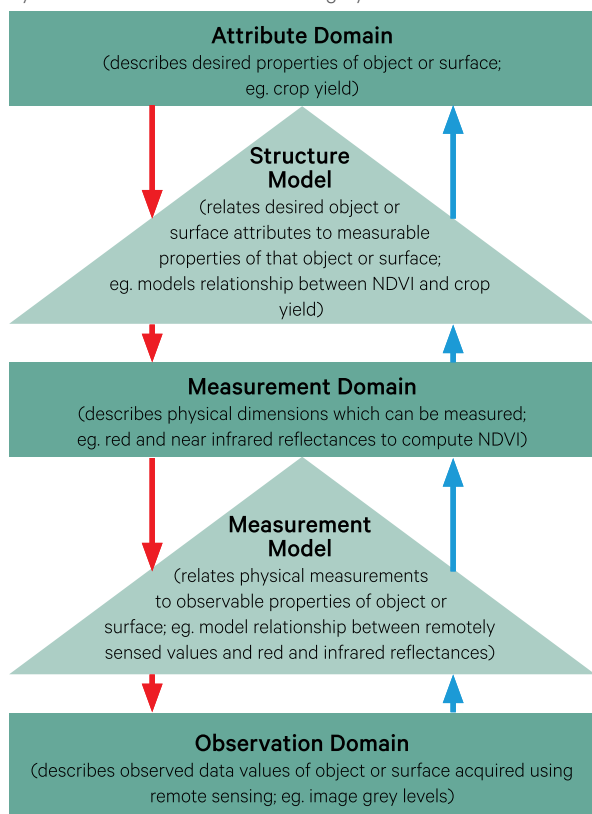 Attribute Domain
(describes desired properties of object or surface;
eg. crop yield)
Structure
Model
(relates desired object or
surface attributes to measurable
properties of that object or surface;
eg. models relationship between NDVI and crop
yield)
Measurement Domain
(describes physical dimensions which can be measured;
eg. red and near infrared reflectances to compute NDVI)
Measurement
Model
(relates physical measurements
to observable properties of object or
surface; eg. model relationship between remotely
sensed values and red and infrared reflectances)
Observation Domain
(describes observed data values of object or surface acquired using
remote sensing; eg. image grey levels)